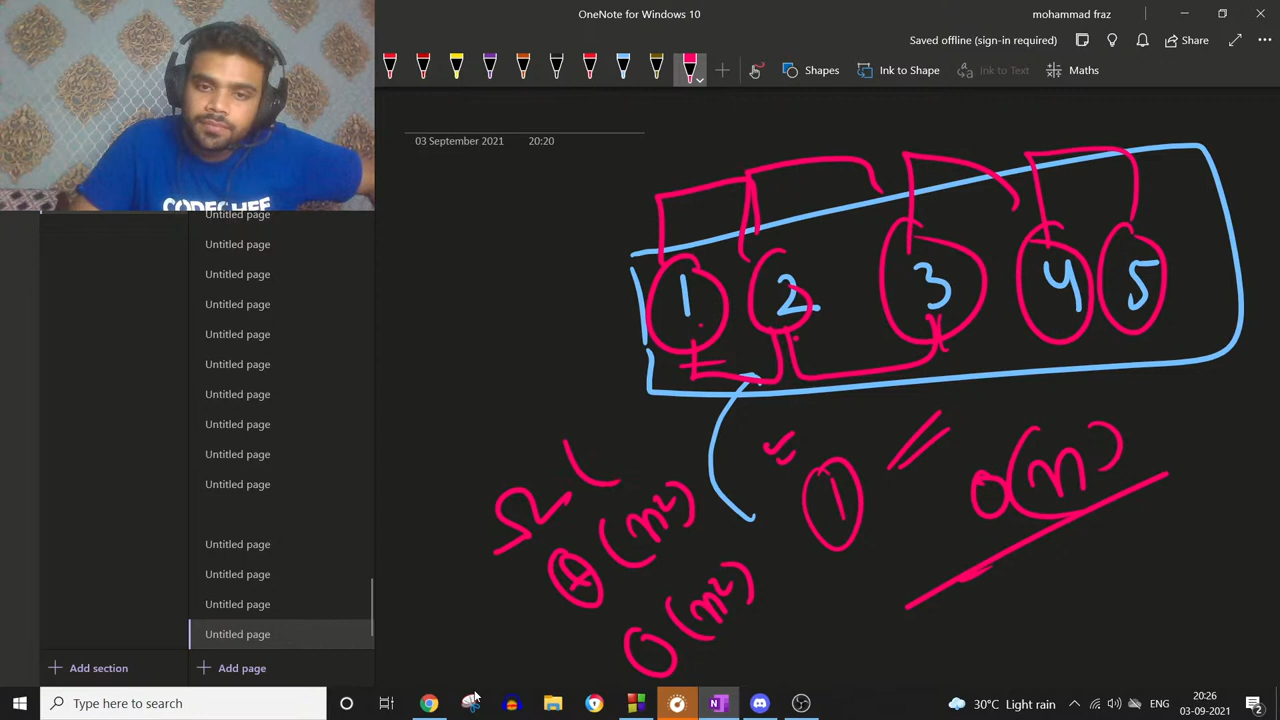 OneNote for Windows 10
mohammad fraz
Saved offline (sign-in required)
Share
Shapes
Ink to Shape
Ink to Text
Maths
03 September 2021 20:20
CODECHEF
Untitled page
Untitled page
Untitled page
Untitled page
Untitled page
Untitled page
Untitled page
Untitled page
Untitled page
Untitled page
Untitled page
Untitled page
Untitled page
Untitled page
1 2 3 4 5
1
O(n)
Ω (
Θ (n²)
O(n²)
Add section
Add page
Type here to search
30°C Light rain
ENG
20:26
03-09-2021
2